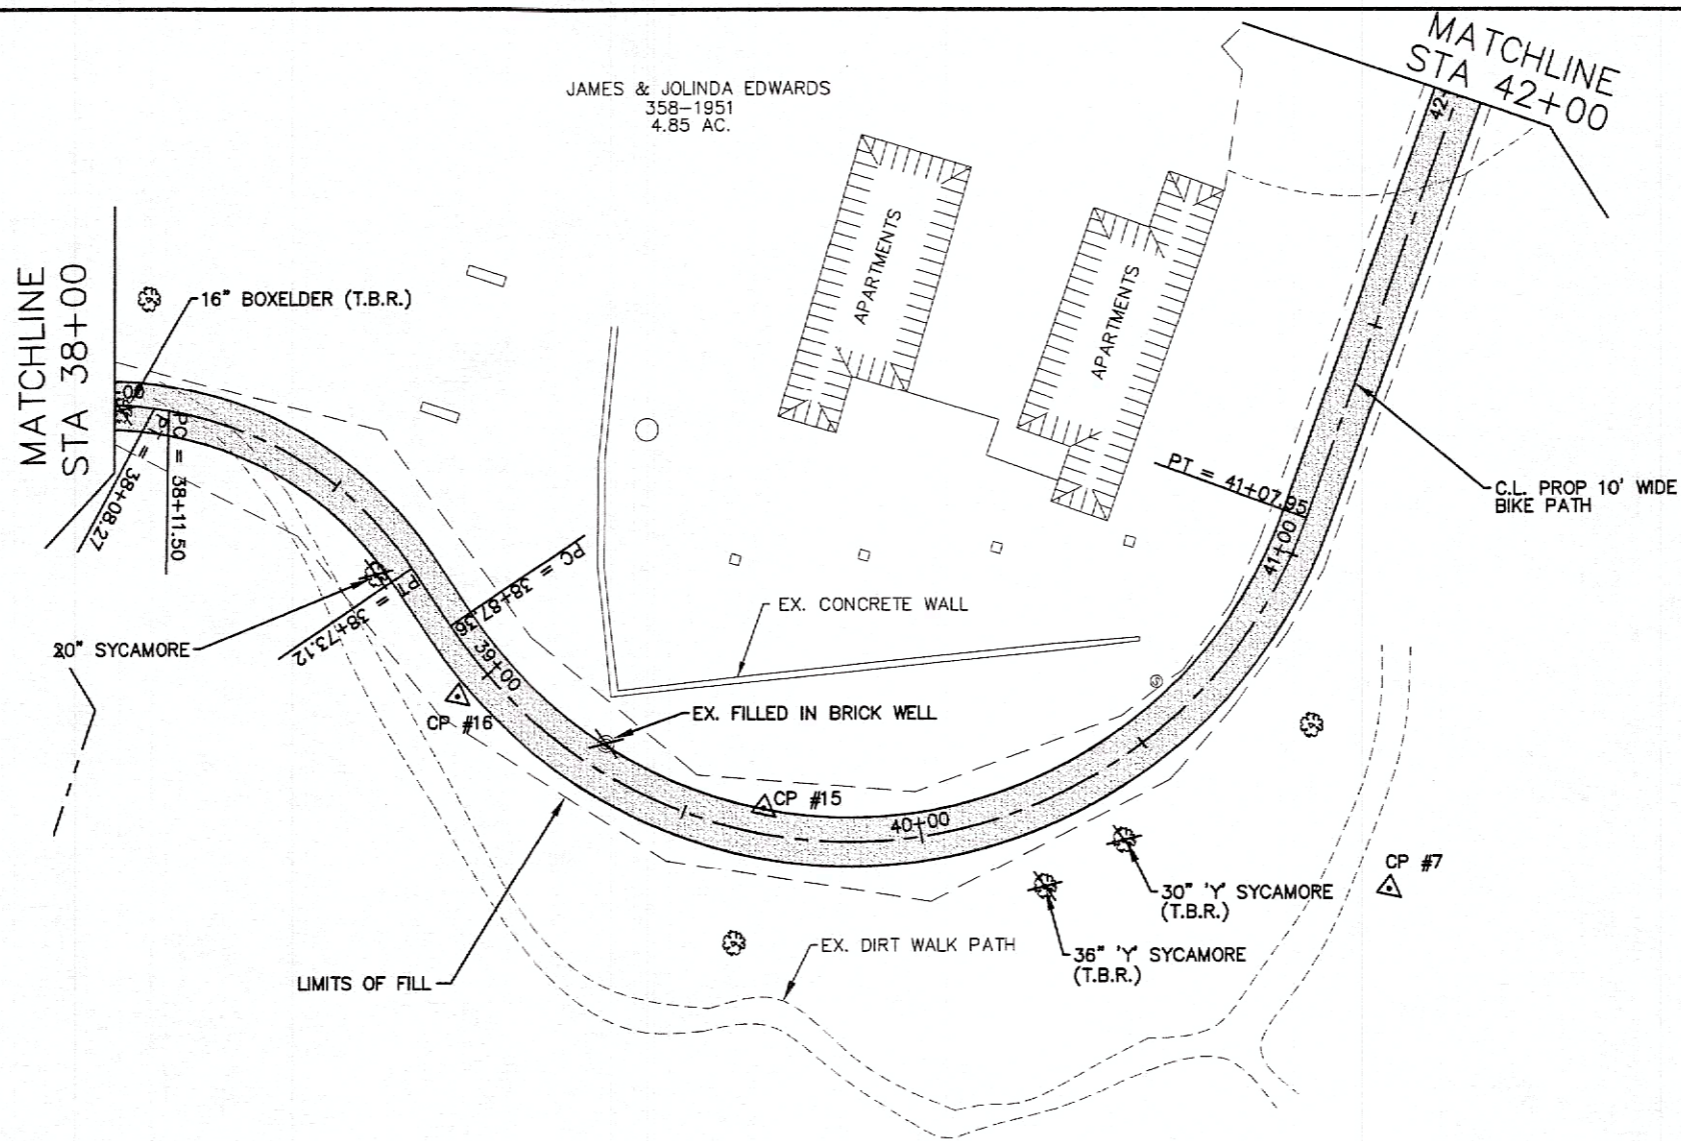 MATCHLINE
STA 42+00
42+
JAMES & JOLINDA EDWARDS
358-1951
4.85 AC.
APARTMENTS
APARTMENTS
MATCHLINE
STA 38+00
16" BOXELDER (T.B.R.)
PC = 38+11.50
= 38+08.27
PT = 41+07.95
41+00
C.L. PROP 10' WIDE
BIKE PATH
PC = 38+87.36
PT = 38+73.12
20" SYCAMORE
39+00
EX. CONCRETE WALL
CP #16
EX. FILLED IN BRICK WELL
CP #15
40+00
CP #7
30" 'Y' SYCAMORE
(T.B.R.)
36" 'Y' SYCAMORE
(T.B.R.)
EX. DIRT WALK PATH
LIMITS OF FILL